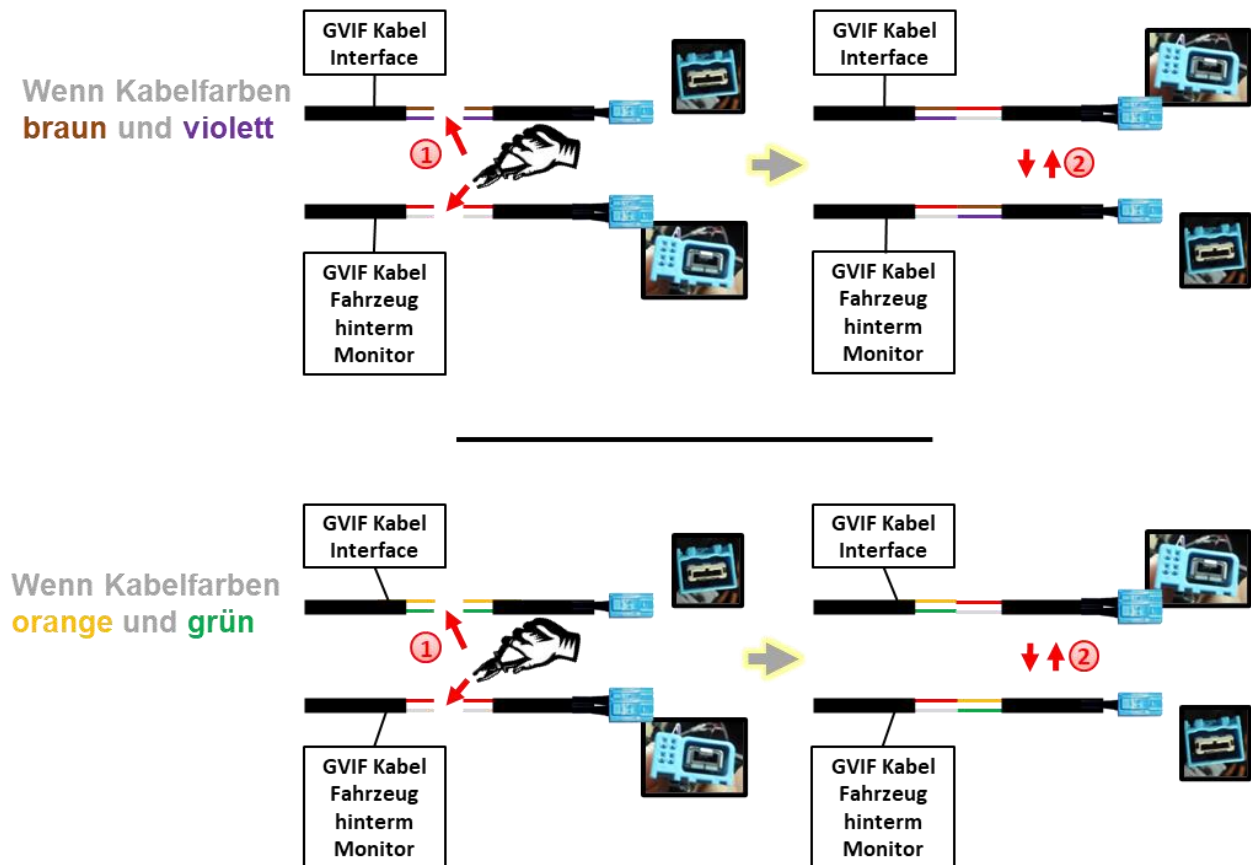 GVIF Kabel
Interface
GVIF Kabel
Interface
Wenn Kabelfarben
braun und violett
1
2
GVIF Kabel
Fahrzeug
hinterm
Monitor
GVIF Kabel
Fahrzeug
hinterm
Monitor
GVIF Kabel
Interface
GVIF Kabel
Interface
Wenn Kabelfarben
orange und grün
1
2
GVIF Kabel
Fahrzeug
hinterm
Monitor
GVIF Kabel
Fahrzeug
hinterm
Monitor